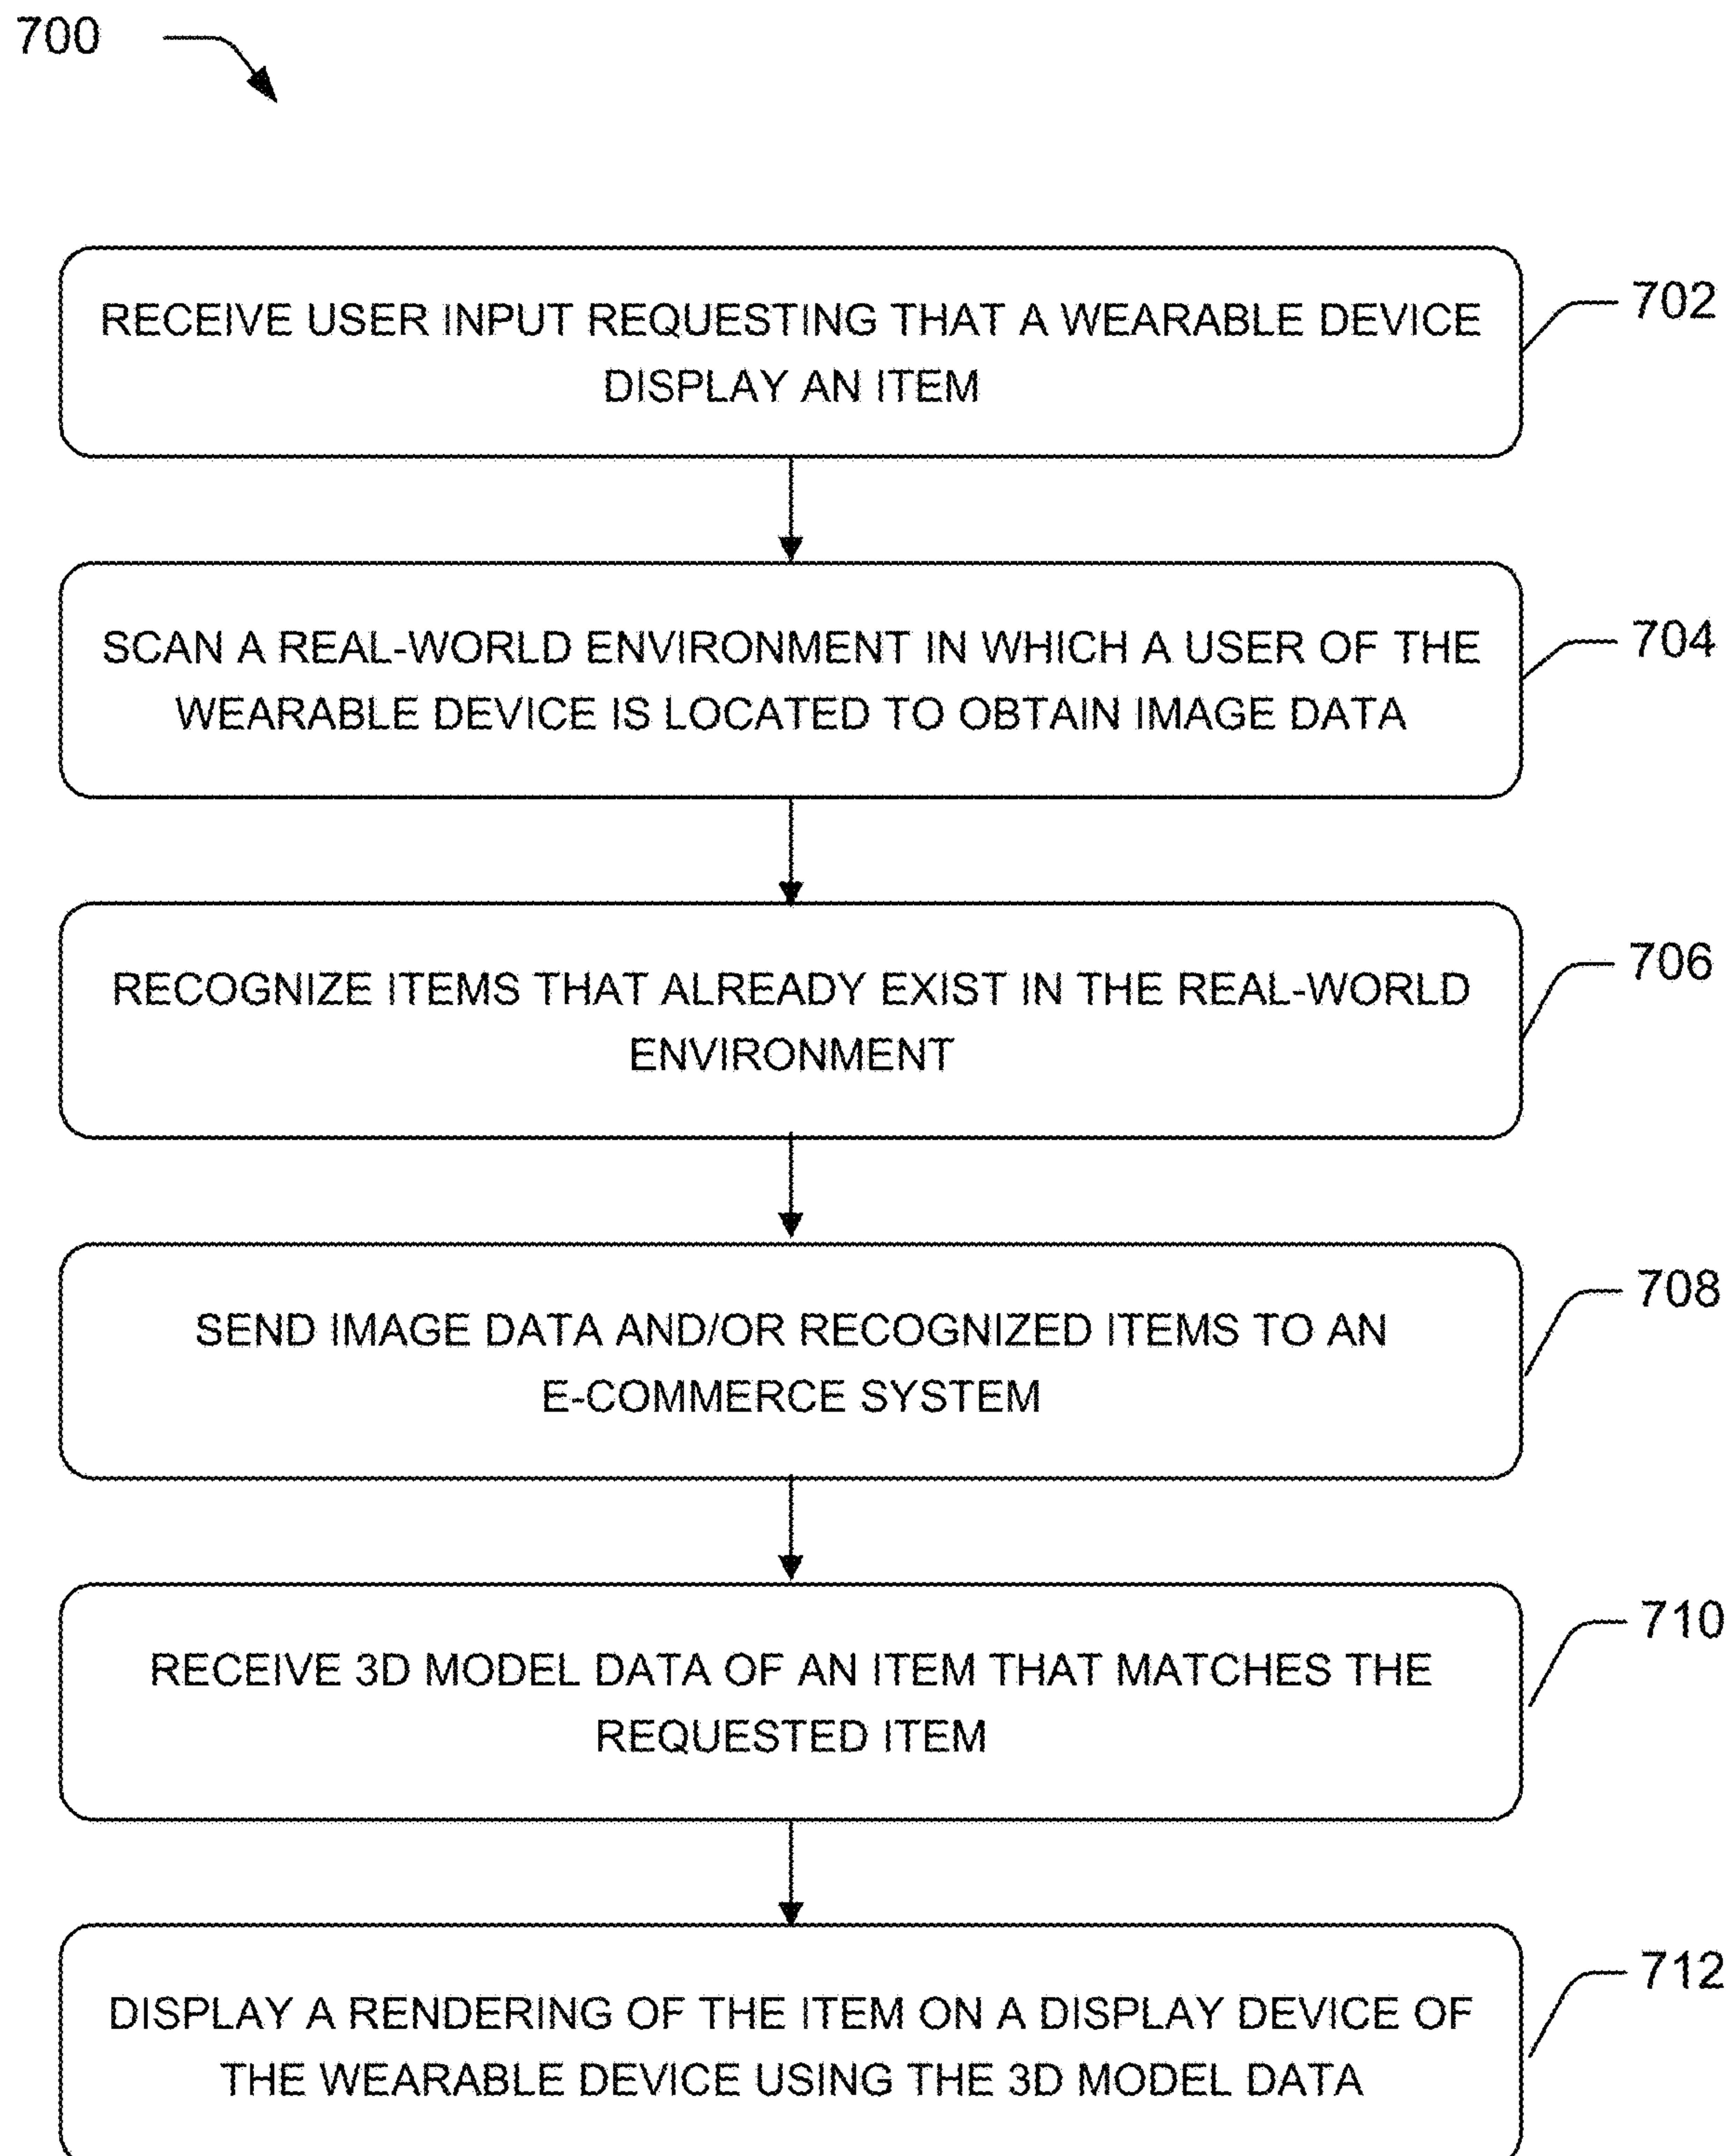 700
RECEIVE USER INPUT REQUESTING THAT A WEARABLE DEVICE
DISPLAY AN ITEM
702
SCAN A REAL-WORLD ENVIRONMENT IN WHICH A USER OF THE
WEARABLE DEVICE IS LOCATED TO OBTAIN IMAGE DATA
704
RECOGNIZE ITEMS THAT ALREADY EXIST IN THE REAL-WORLD
ENVIRONMENT
706
SEND IMAGE DATA AND/OR RECOGNIZED ITEMS TO AN
E-COMMERCE SYSTEM
708
RECEIVE 3D MODEL DATA OF AN ITEM THAT MATCHES THE
REQUESTED ITEM
710
DISPLAY A RENDERING OF THE ITEM ON A DISPLAY DEVICE OF
THE WEARABLE DEVICE USING THE 3D MODEL DATA
712